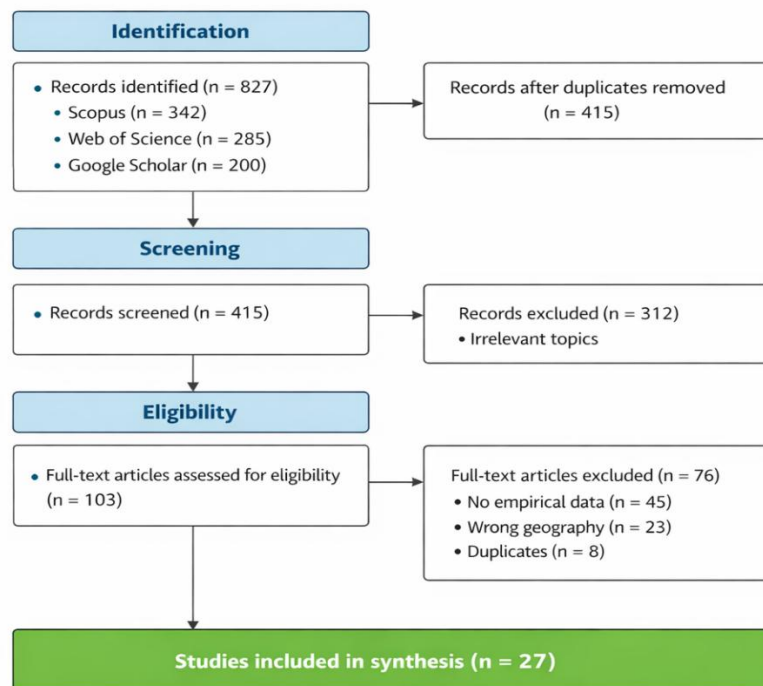 Identification
• Records identified (n = 827)
• Scopus (n = 342)
• Web of Science (n = 285)
• Google Scholar (n = 200)
Records after duplicates removed
(n = 415)
Screening
• Records screened (n = 415)
Records excluded (n = 312)
• Irrelevant topics
Eligibility
• Full-text articles assessed for eligibility
(n = 103)
Full-text articles excluded (n = 76)
• No empirical data (n = 45)
• Wrong geography (n = 23)
• Duplicates (n = 8)
Studies included in synthesis (n = 27)